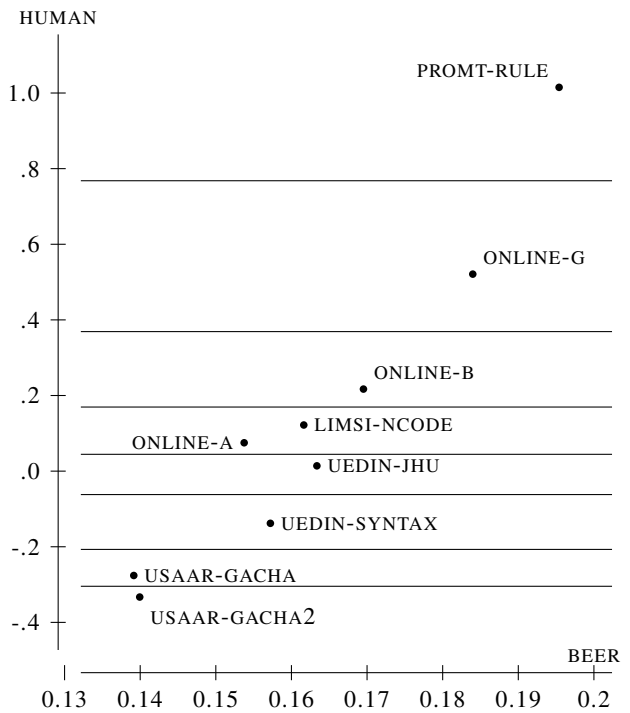 HUMAN
PROMT-RULE
1.0
.8
ONLINE-G
.6
.4
ONLINE-B
.2
LIMSI-NCODE
ONLINE-A
.0
UEDIN-JHU
UEDIN-SYNTAX
-.2
USAAR-GACHA
USAAR-GACHA2
-.4
BEER
0.13 0.14 0.15 0.16 0.17 0.18 0.19 0.2